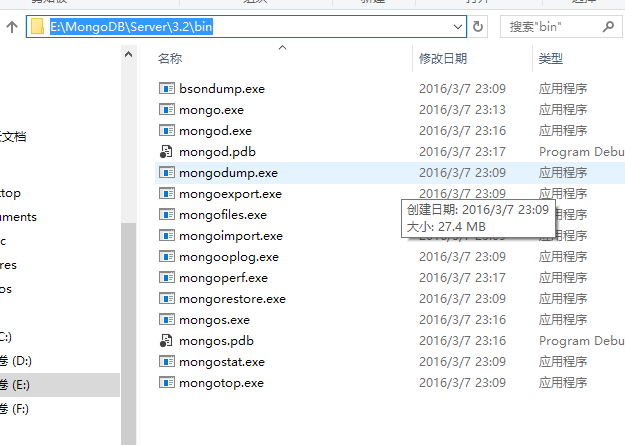 E:\MongoDB\Server\3.2\bin
搜索"bin"
名称
修改日期
类型
bsondump.exe 2016/3/7 23:09 应用程序
mongo.exe 2016/3/7 23:13 应用程序
mongod.exe 2016/3/7 23:16 应用程序
mongod.pdb 2016/3/7 23:17 Program Debu
mongodump.exe 2016/3/7 23:09 应用程序
mongoexport.exe 2016/3/7 23:09 应用程序
mongofiles.exe 应用程序
mongoimport.exe 应用程序
mongooplog.exe 2016/3/7 23:09 应用程序
mongoperf.exe 2016/3/7 23:17 应用程序
mongorestore.exe 2016/3/7 23:09 应用程序
mongos.exe 2016/3/7 23:16 应用程序
mongos.pdb 2016/3/7 23:16 Program Debu
mongostat.exe 2016/3/7 23:09 应用程序
mongotop.exe 2016/3/7 23:09 应用程序
创建日期: 2016/3/7 23:09
大小: 27.4 MB
文档
ktop
uments
c
res
os
C:)
卷 (D:)
卷 (E:)
卷 (F:)